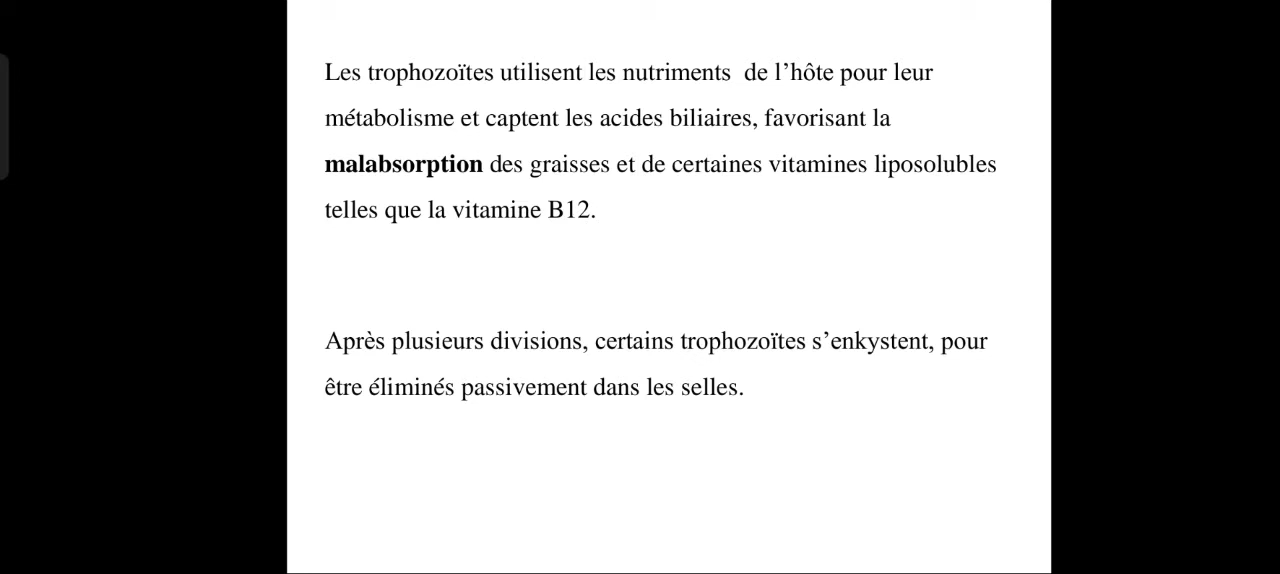 Les trophozoïtes utilisent les nutriments  de l’hôte pour leur
métabolisme et captent les acides biliaires, favorisant la
malabsorption des graisses et de certaines vitamines liposolubles
telles que la vitamine B12.
Après plusieurs divisions, certains trophozoïtes s’enkystent, pour
être éliminés passivement dans les selles.